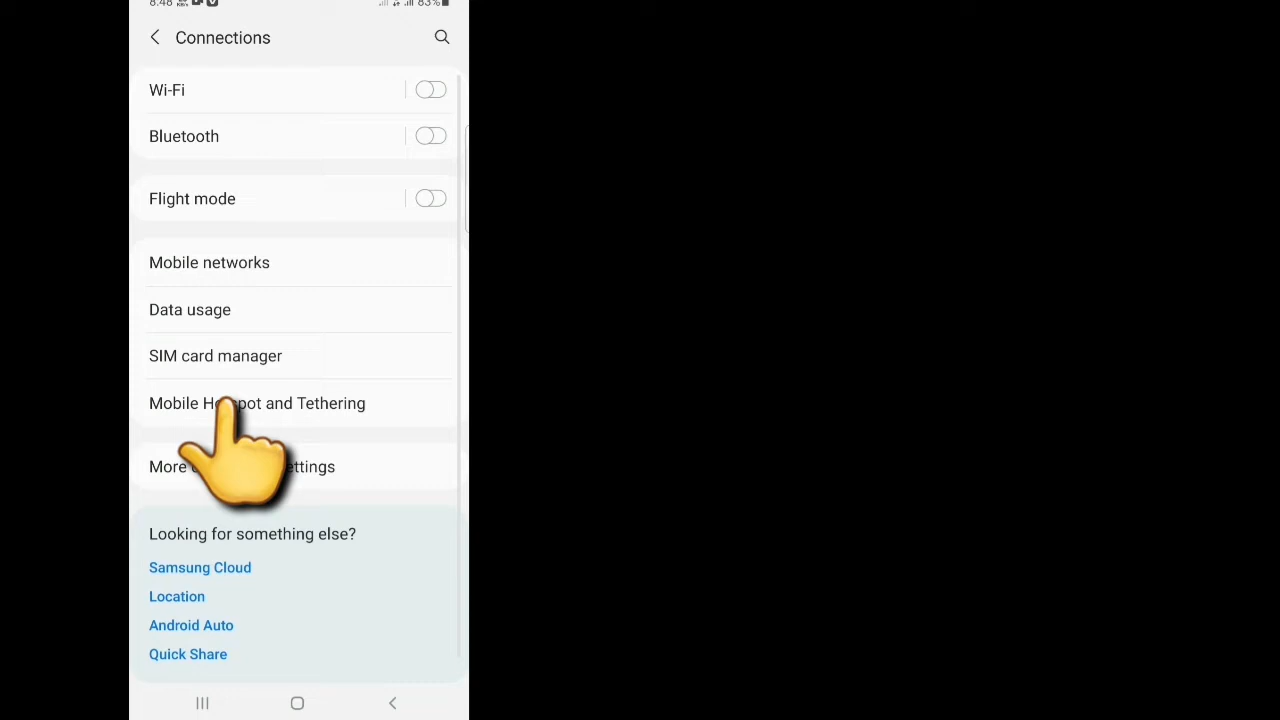 8:48 83%
Connections
Wi-Fi
Bluetooth
Flight mode
Mobile networks
Data usage
SIM card manager
Mobile Hotspot and Tethering
More ettings
Looking for something else?
Samsung Cloud
Location
Android Auto
Quick Share